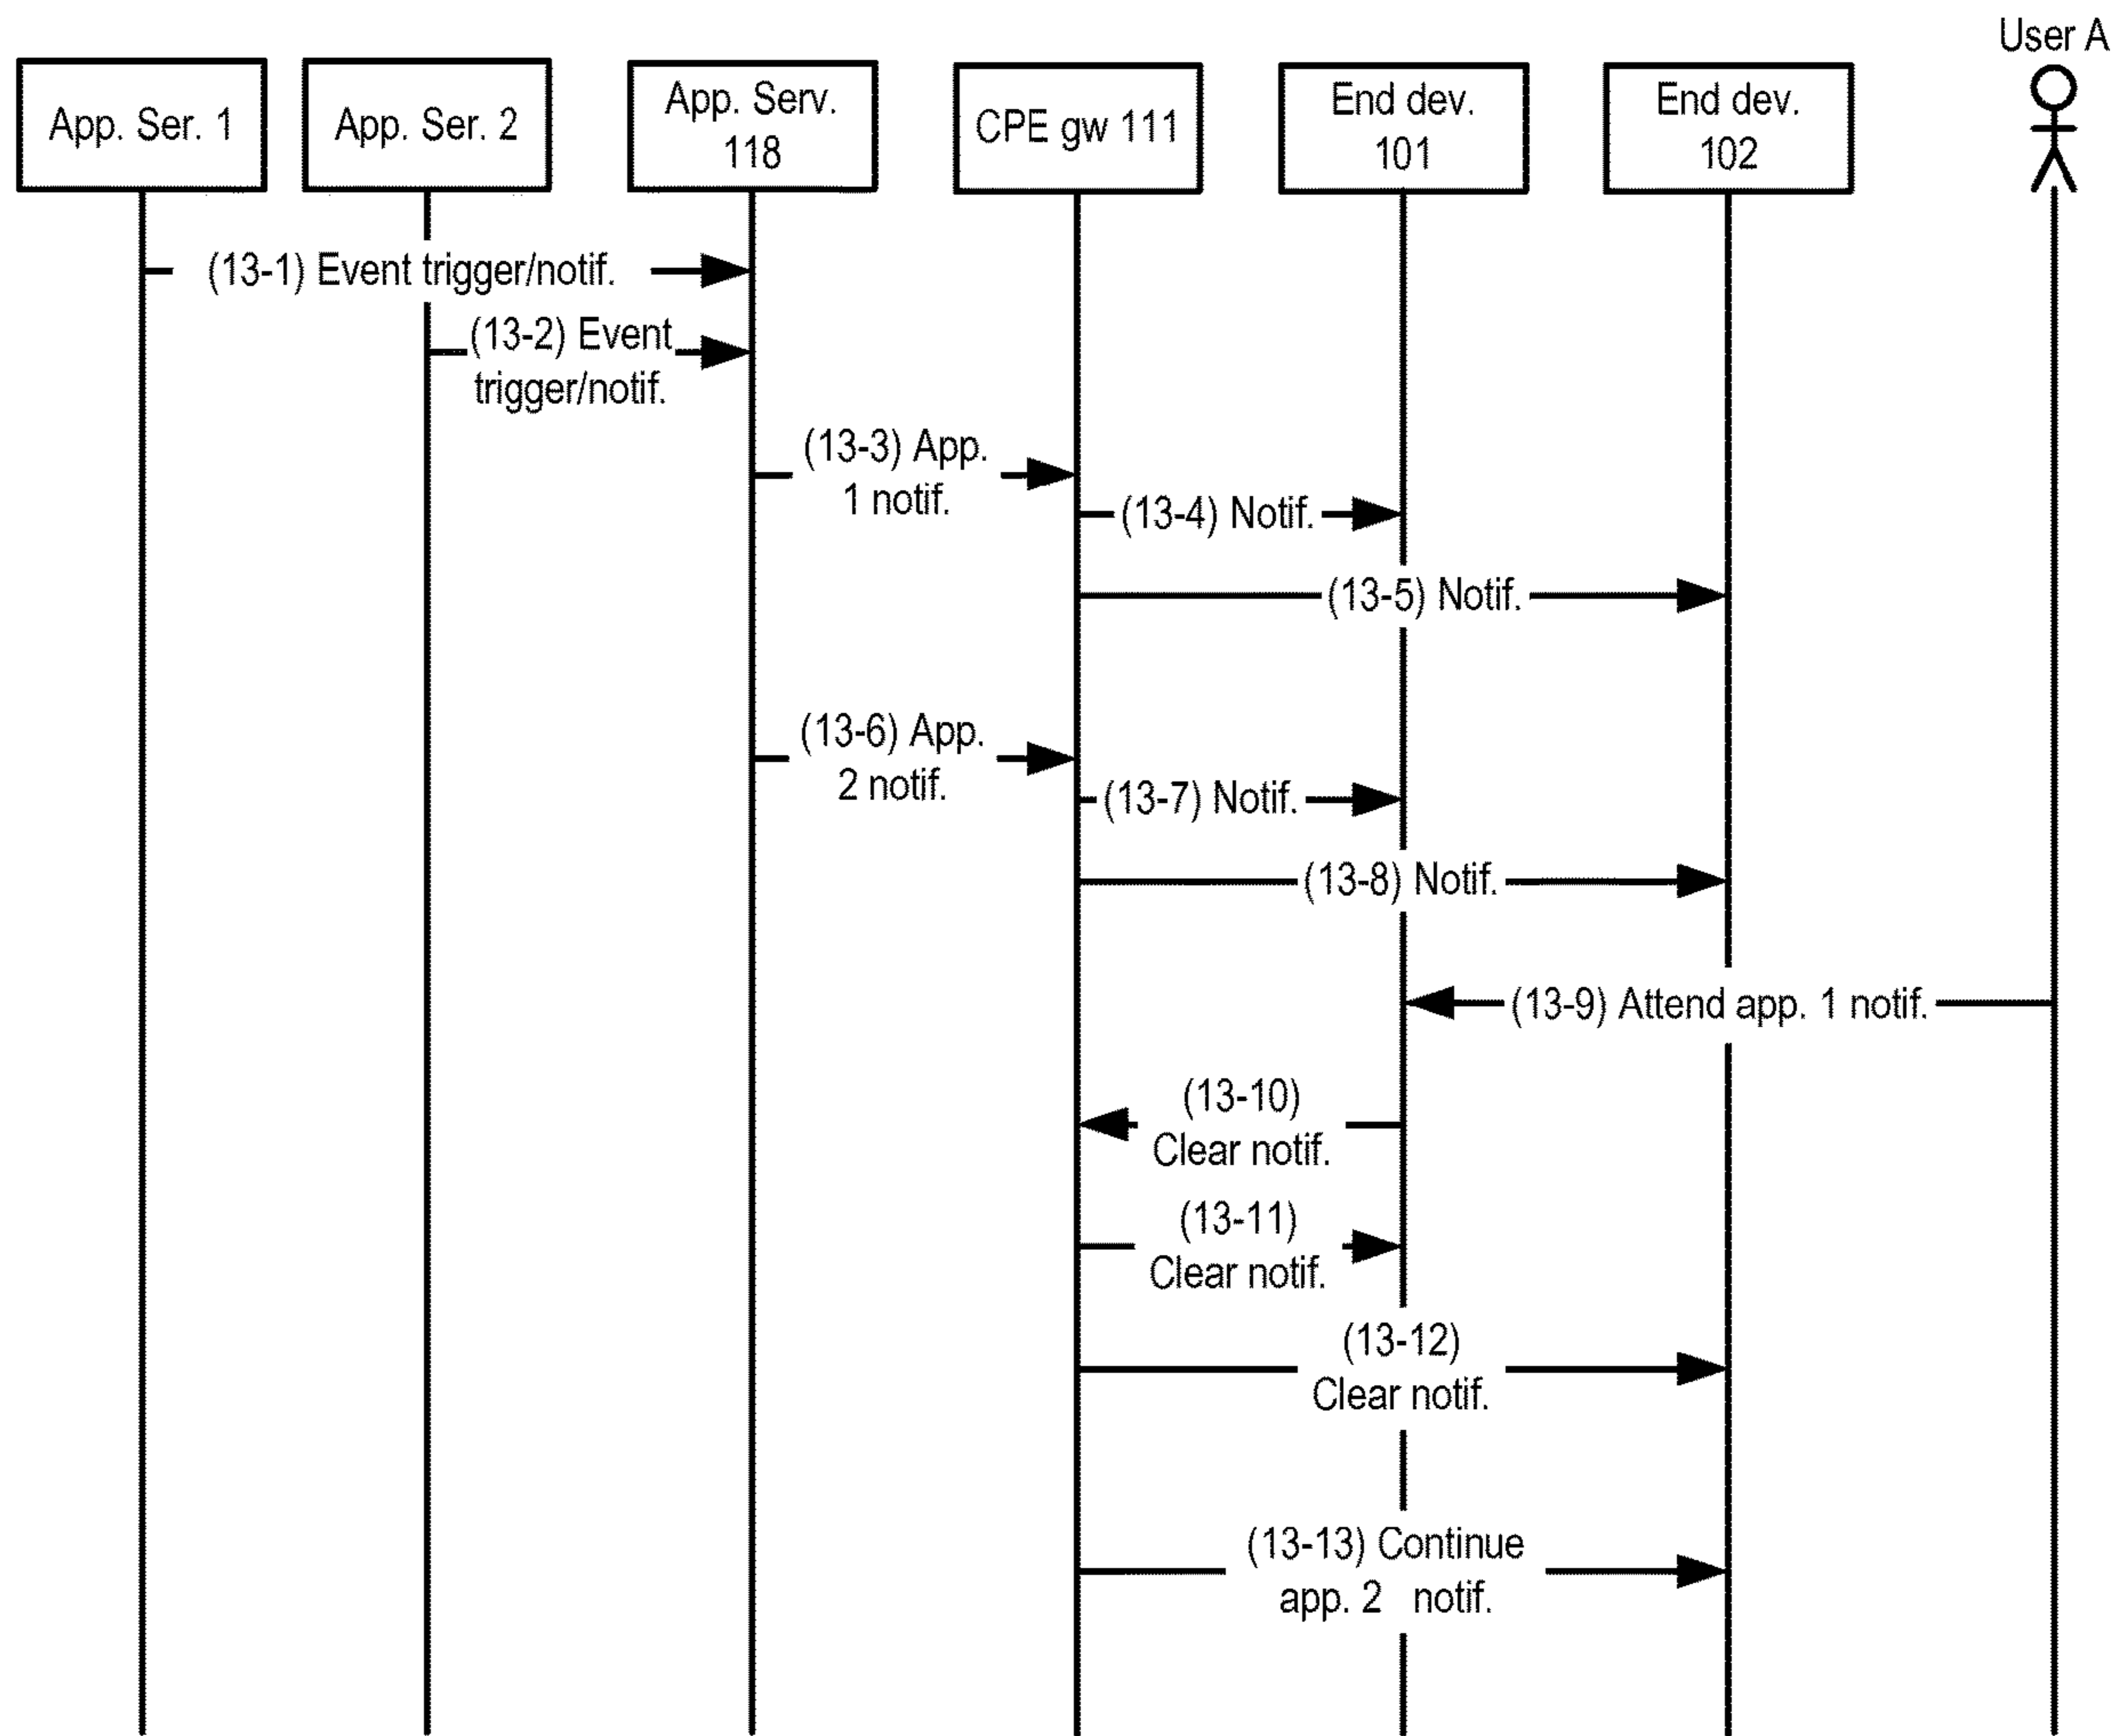 User A
App. Ser. 1
App. Ser. 2
App. Serv.
118
CPE gw 111
End dev.
101
End dev.
102
(13-1) Event trigger/notif.
(13-2) Event
trigger/notif.
(13-3) App.
1 notif.
(13-4) Notif.
(13-5) Notif.
(13-6) App.
2 notif.
(13-7) Notif.
(13-8) Notif.
(13-9) Attend app. 1 notif.
(13-10)
Clear notif.
(13-11)
Clear notif.
(13-12)
Clear notif.
(13-13) Continue
app. 2 notif.